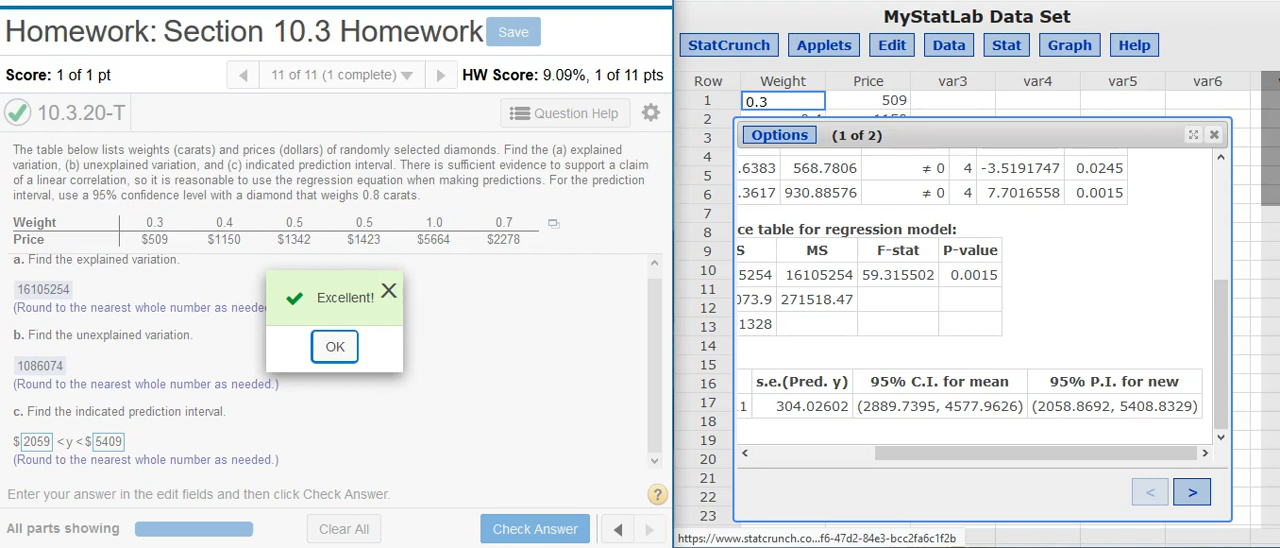 Homework: Section 10.3 Homework
Save
Score: 1 of 1 pt
11 of 11 (1 complete)
HW Score: 9.09%, 1 of 11 pts
10.3.20-T
Question Help
The table below lists weights (carats) and prices (dollars) of randomly selected diamonds. Find the (a) explained
variation, (b) unexplained variation, and (c) indicated prediction interval. There is sufficient evidence to support a claim
of a linear correlation, so it is reasonable to use the regression equation when making predictions. For the prediction
interval, use a 95% confidence level with a diamond that weighs 0.8 carats.
Weight 0.3 0.4 0.5 0.5 1.0 0.7
Price $509 $1150 $1342 $1423 $5664 $2278
a. Find the explained variation.
16105254
(Round to the nearest whole number as neede
b. Find the unexplained variation.
1086074
(Round to the nearest whole number as needed.)
c. Find the indicated prediction interval.
$ 2059 < y < $ 5409
(Round to the nearest whole number as needed.)
Excellent!
OK
Enter your answer in the edit fields and then click Check Answer.
?
All parts showing
Clear All
Check Answer
MyStatLab Data Set
StatCrunch Applets Edit Data Stat Graph Help
Row Weight Price var3 var4 var5 var6
1 0.3 509
2
3
4
5
6
7
8
9
10
11
12
13
14
15
16
17
18
19
20
21
22
23
Options (1 of 2)
.6383 568.7806 ≠ 0 4 -3.5191747 0.0245
.3617 930.88576 ≠ 0 4 7.7016558 0.0015
ce table for regression model:
S MS F-stat P-value
5254 16105254 59.315502 0.0015
073.9 271518.47
1328
s.e.(Pred. y) 95% C.I. for mean 95% P.I. for new
1 304.02602 (2889.7395, 4577.9626) (2058.8692, 5408.8329)
< >
https://www.statcrunch.co...f6-47d2-84e3-bcc2fa6c1f2b